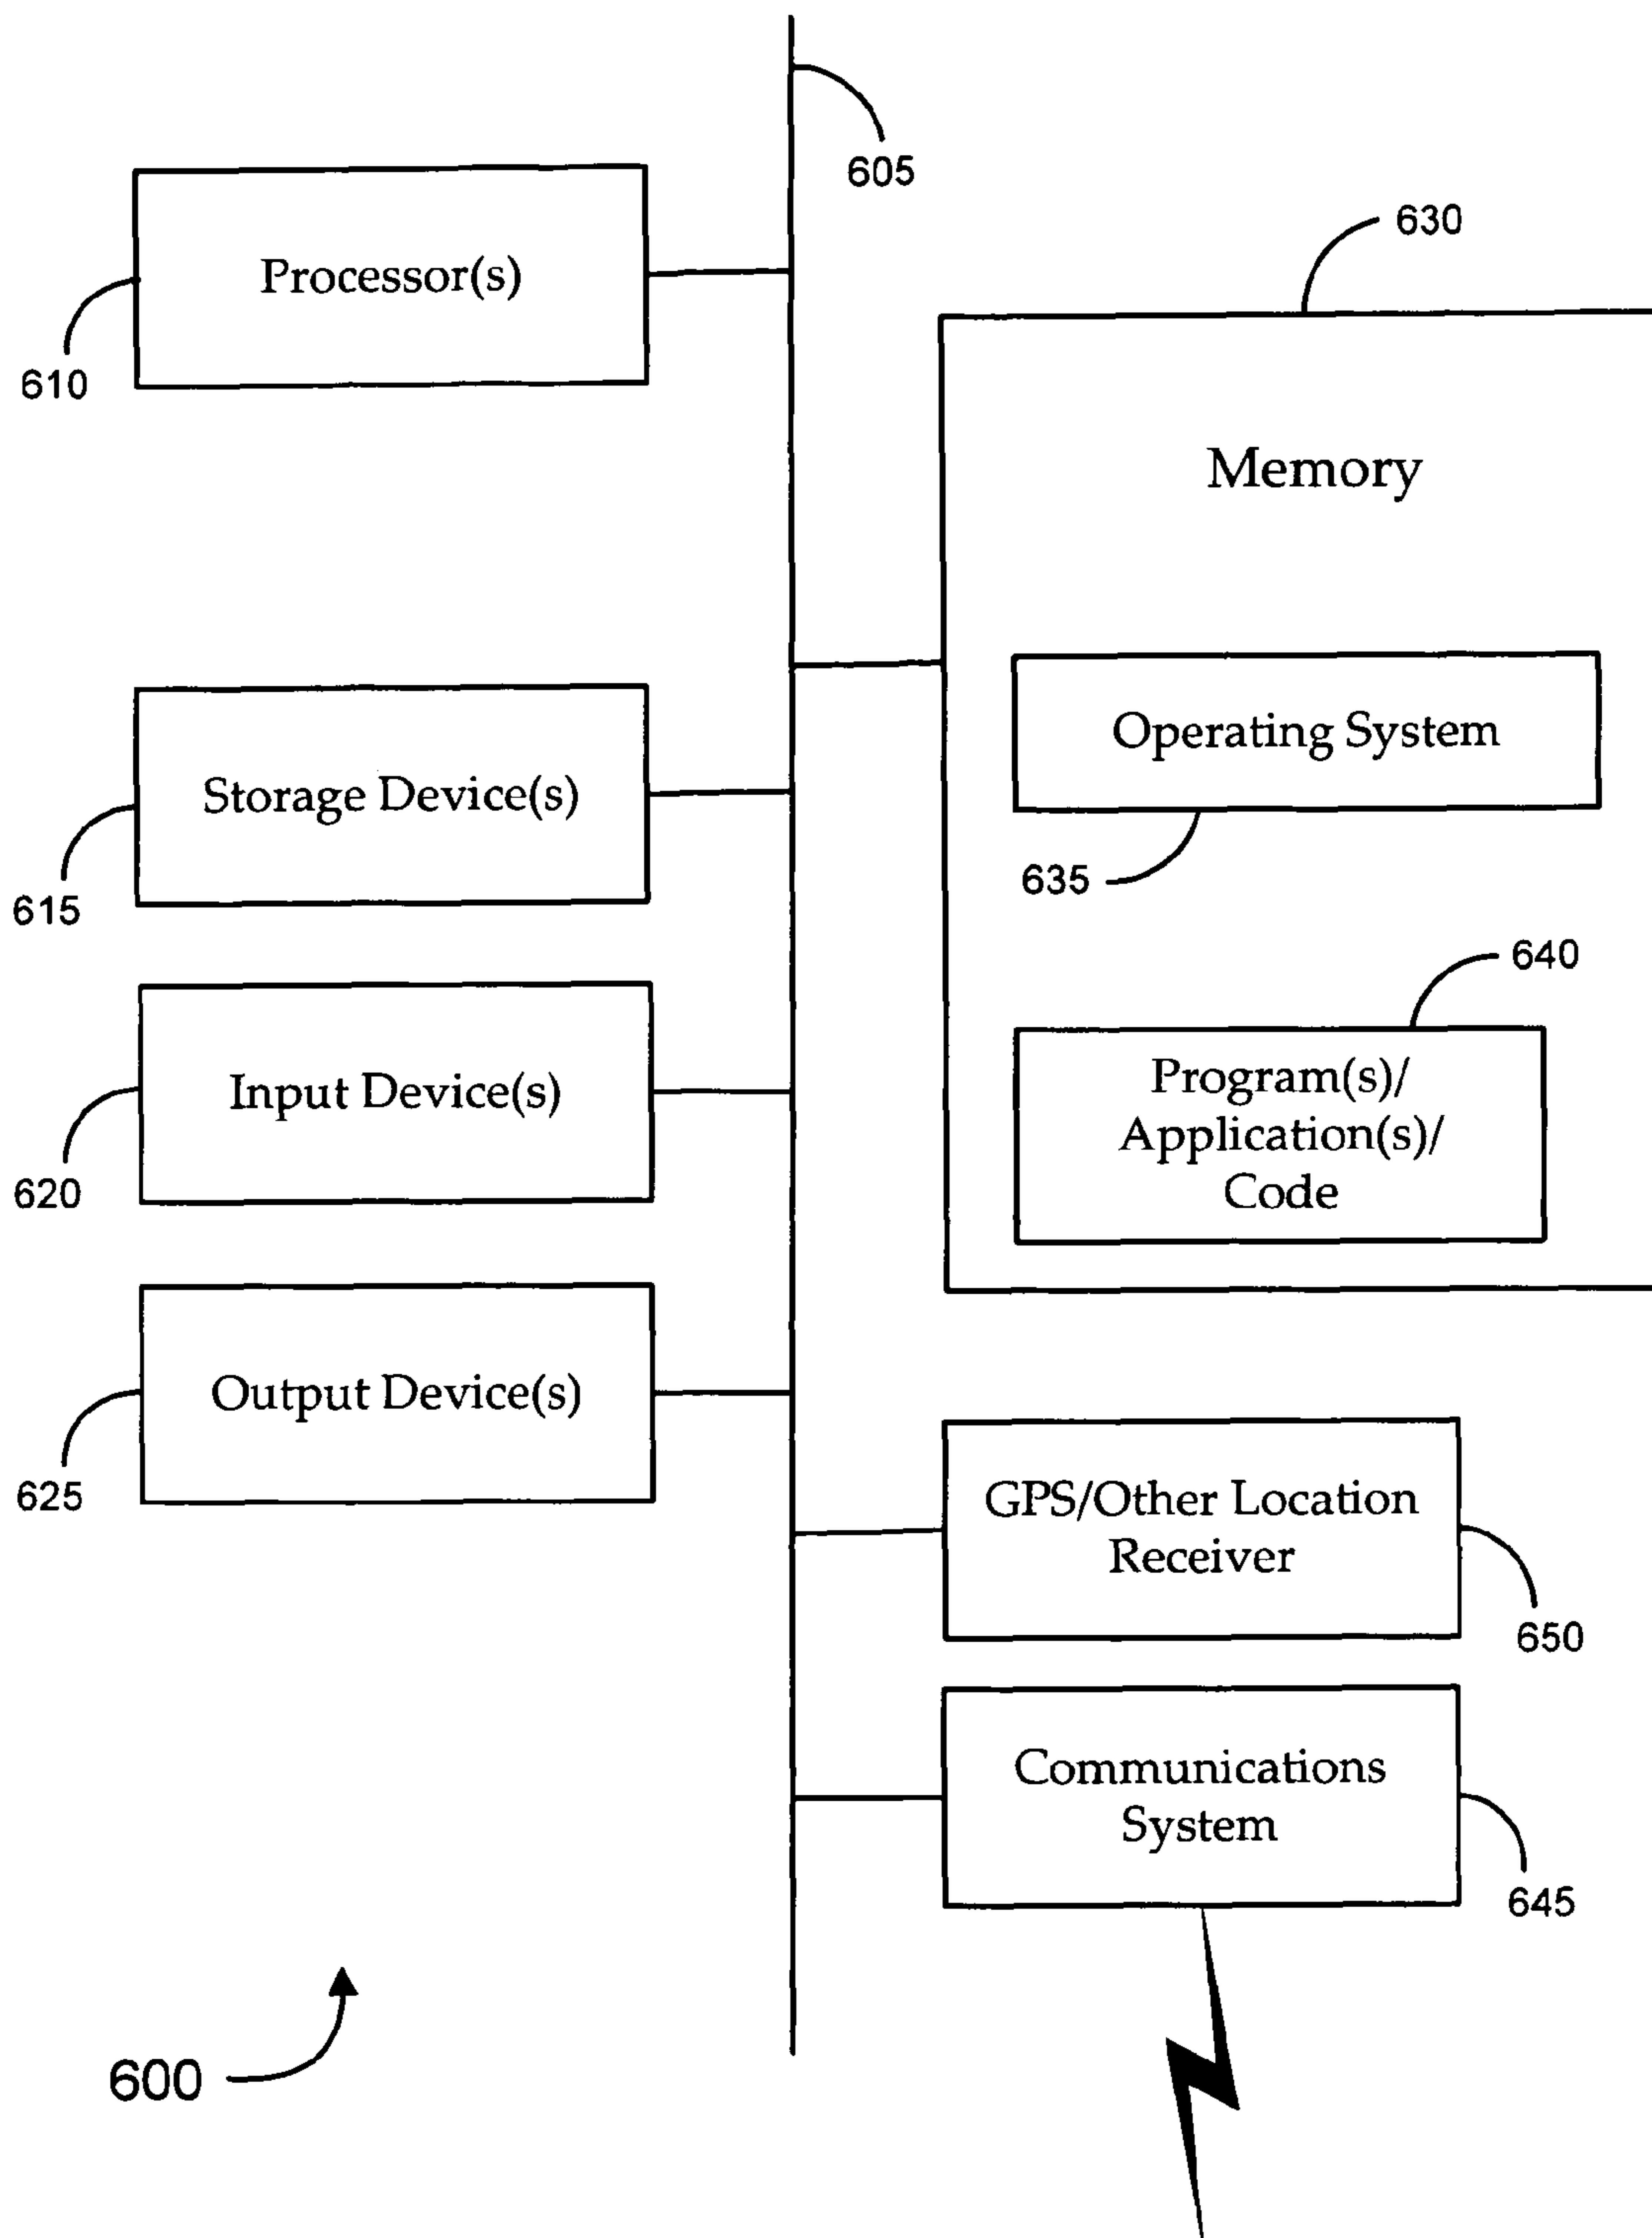 605
630
Processor(s)
610
Memory
Operating System
Storage Device(s)
635
615
640
Program(s)/
Application(s)/
Code
Input Device(s)
620
Output Device(s)
625
GPS/Other Location
Receiver
650
Communications
System
645
600